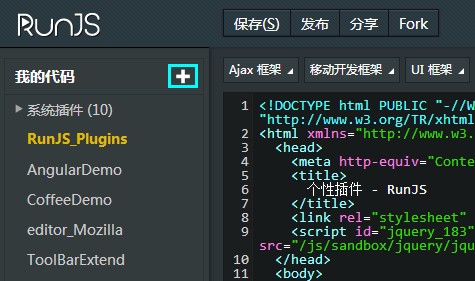 RunJS
保存(S) 发布 分享 Fork
我的代码
系统插件 (10)
RunJS_Plugins
AngularDemo
CoffeeDemo
editor_Mozilla
ToolBarExtend
Ajax 框架 移动开发框架 UI 框架
1 <!DOCTYPE html PUBLIC "-//W
"http://www.w3.org/TR/xhtml
2 <html xmlns="http://www.w3.
3 <head>
4 <meta http-equiv="Conte
5 <title>
6 个性插件 - RunJS
7 </title>
8 <link rel="stylesheet"
9 <script id="jquery_183"
src="/js/sandbox/jquery/jqu
10 </head>
11 <body>